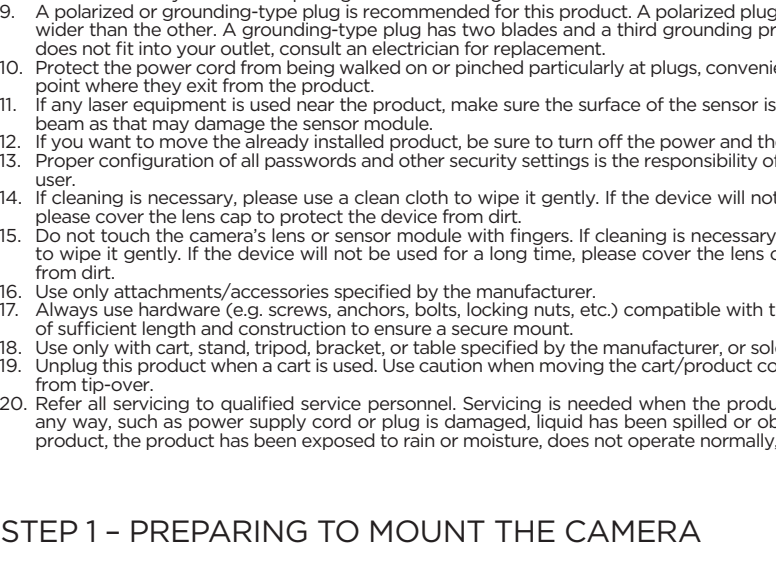 9. A polarized or grounding-type plug is recommended for this product. A polarized plug
wider than the other. A grounding-type plug has two blades and a third grounding
does not fit into your outlet, consult an electrician for replacement.
10. Protect the power cord from being walked on or pinched particularly at plugs,
point where they exit from the product.
11. If any laser equipment is used near the product, make sure the surface of the sensor is
beam as that may damage the sensor module.
12. If you want to move the already installed product, be sure to turn off the power and
13. Proper configuration of all passwords and other security settings is the responsibility of
user.
14. If cleaning is necessary, please use a clean cloth to wipe it gently. If the device will not
please cover the lens cap to protect the device from dirt.
15. Do not touch the camera's lens or sensor module with fingers. If cleaning is necessary,
to wipe it gently. If the device will not be used for a long time, please cover the lens
from dirt.
16. Use only attachments/accessories specified by the manufacturer.
17. Always use hardware (e.g. screws, anchors, bolts, locking nuts, etc.) compatible with
of sufficient length and construction to ensure a secure mount.
18. Use only with cart, stand, tripod, bracket, or table specified by the manufacturer, or
19. Unplug this product when a cart is used. Use caution when moving the cart/product
from tip-over.
20. Refer all servicing to qualified service personnel. Servicing is needed when the
any way, such as power supply cord or plug is damaged, liquid has been spilled or
product, the product has been exposed to rain or moisture, does not operate normally,
STEP 1 – PREPARING TO MOUNT THE CAMERA